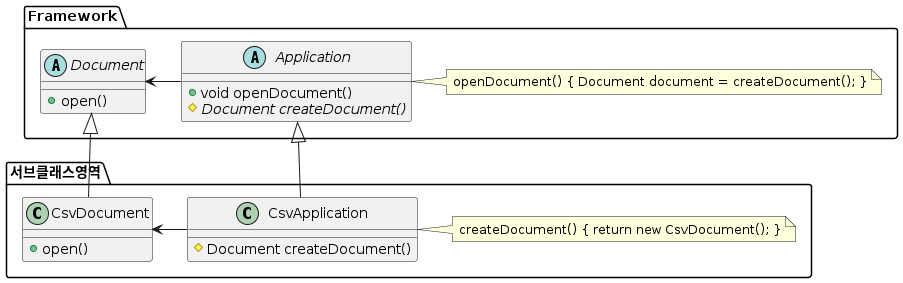 Framework
A Document
open()
A Application
void openDocument()
Document createDocument()
openDocument() { Document document = createDocument(); }
서브클래스영역
C CsvDocument
open()
C CsvApplication
Document createDocument()
createDocument() { return new CsvDocument(); }